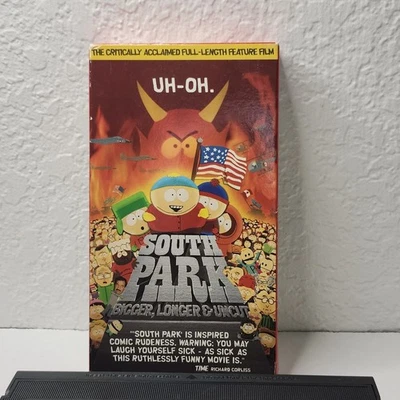 THE CRITICALLY ACCLAIMED FULL-LENGTH FEATURE FILM
UH-OH.
SOUTH
PARK
BIGGER, LONGER & UNCUT
"'SOUTH PARK' IS INSPIRED
COMIC RUDENESS. WARNING: YOU MAY
LAUGH YOURSELF SICK - AS SICK AS
THIS RUTHLESSLY FUNNY MOVIE IS."
TIME RICHARD CORLISS